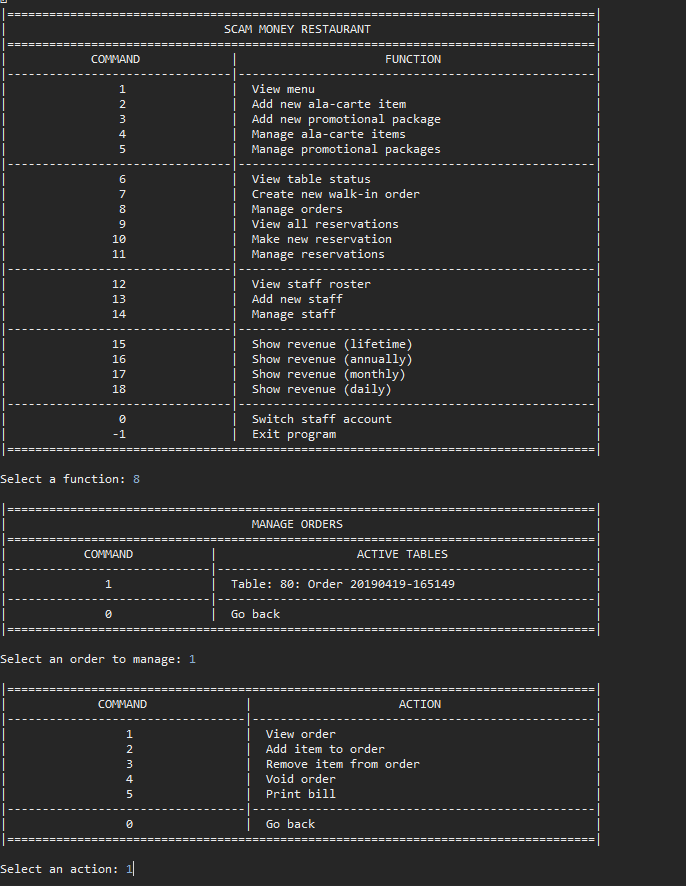 SCAM MONEY RESTAURANT
COMMAND | FUNCTION
1 | View menu
2 | Add new ala-carte item
3 | Add new promotional package
4 | Manage ala-carte items
5 | Manage promotional packages
6 | View table status
7 | Create new walk-in order
8 | Manage orders
9 | View all reservations
10 | Make new reservation
11 | Manage reservations
12 | View staff roster
13 | Add new staff
14 | Manage staff
15 | Show revenue (lifetime)
16 | Show revenue (annually)
17 | Show revenue (monthly)
18 | Show revenue (daily)
0 | Switch staff account
-1 | Exit program
Select a function: 8
MANAGE ORDERS
COMMAND | ACTIVE TABLES
1 | Table: 80: Order 20190419-165149
0 | Go back
Select an order to manage: 1
COMMAND | ACTION
1 | View order
2 | Add item to order
3 | Remove item from order
4 | Void order
5 | Print bill
0 | Go back
Select an action: 1